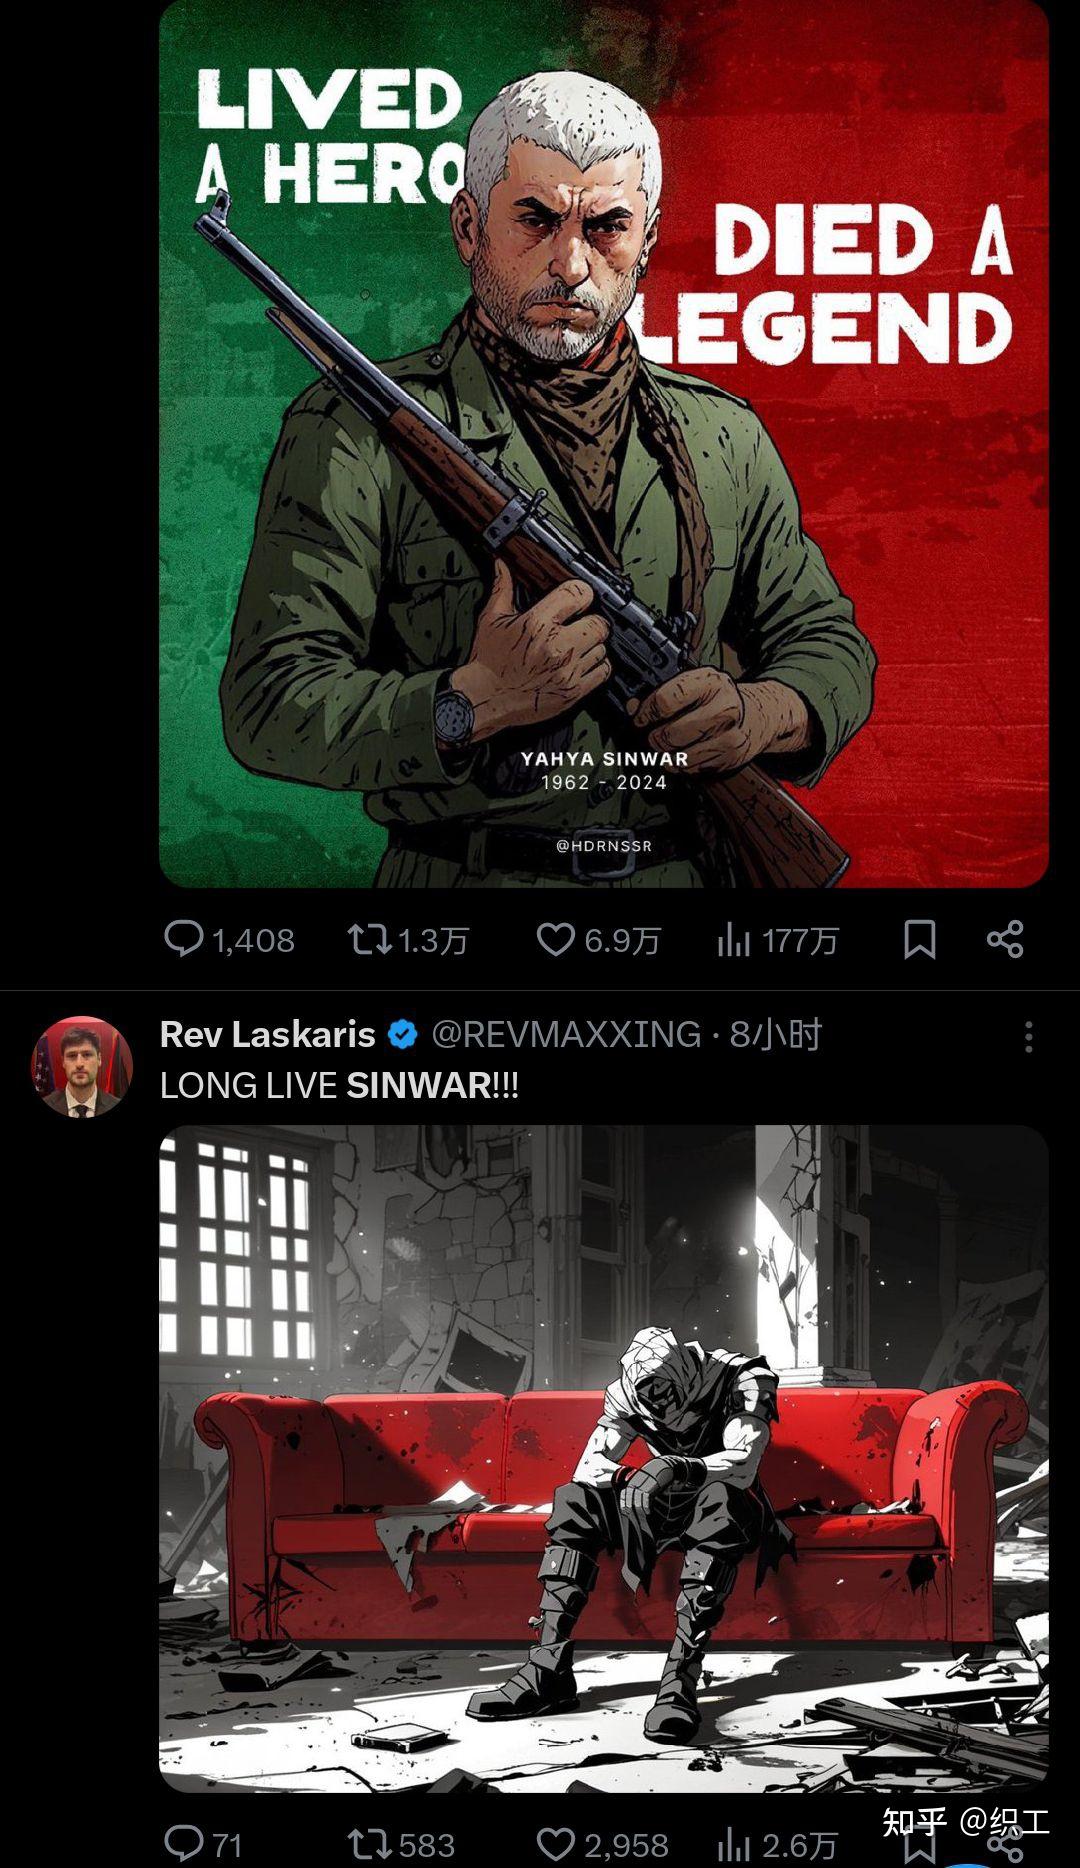 LIVED
A HERO
DIED A
LEGEND
YAHYA SINWAR
1962 - 2024
@HDRNSSR
1,408 1.3万 6.9万 177万
Rev Laskaris @REVMAXXING · 8小时
LONG LIVE SINWAR!!!
知乎 @织工
71 583 2,958 2.6万